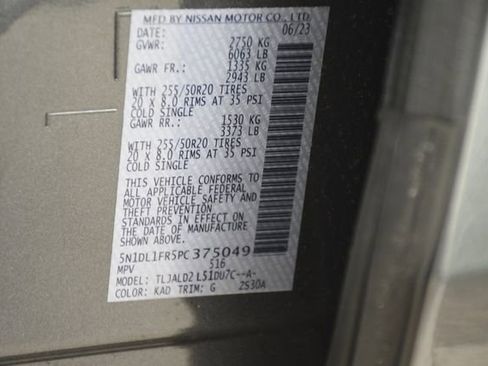 MFD BY NISSAN MOTOR CO., LTD.
DATE: 06/23
GVWR: 2750 KG
6063 LB
GAWR FR.: 1335 KG
2943 LB
WITH 255/50R20 TIRES
20 x 8.0 RIMS AT 35 PSI
COLD SINGLE
GAWR RR.: 1530 KG
3373 LB
WITH 255/50R20 TIRES
20 x 8.0 RIMS AT 35 PSI
COLD SINGLE
THIS VEHICLE CONFORMS TO
ALL APPLICABLE FEDERAL
MOTOR VEHICLE SAFETY AND
THEFT PREVENTION
STANDARDS IN EFFECT ON
THE DATE OF MANUFACTURE
SHOWN ABOVE.
5N1DL1FR5PC375049
MPV 516
MODEL: TLJALD2 L51DU7C--A-
COLOR: KAD TRIM: G 2S30A